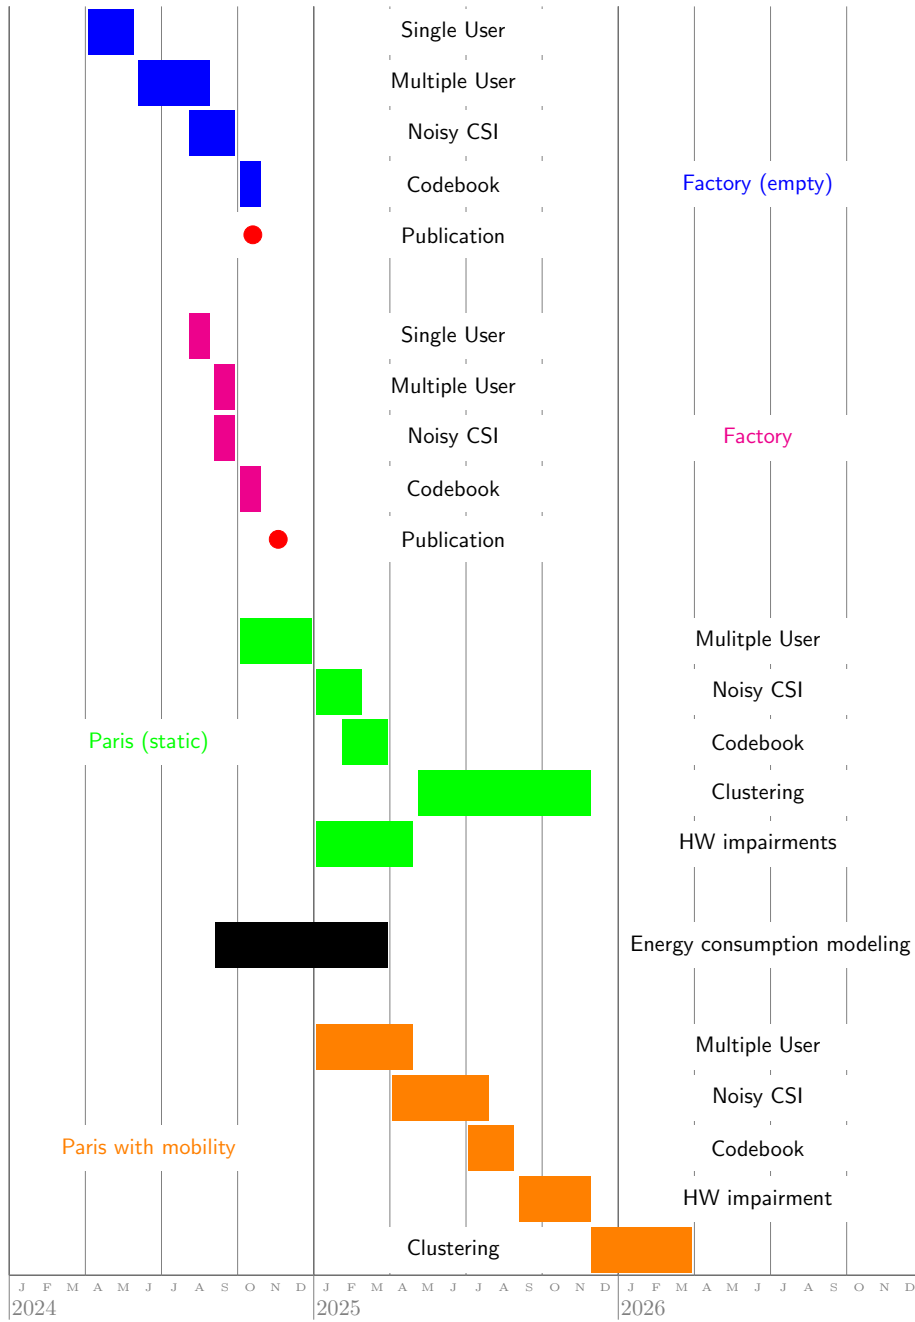 Single User
Multiple User
Noisy CSI
Codebook
Factory (empty)
Publication
Single User
Multiple User
Noisy CSI
Factory
Codebook
Publication
Mulitple User
Noisy CSI
Paris (static)
Codebook
Clustering
HW impairments
Energy consumption modeling
Multiple User
Noisy CSI
Paris with mobility
Codebook
HW impairment
Clustering
J F M A M J J A S O N D J F M A M J J A S O N D J F M A M J J A S O N D
2024 2025 2026